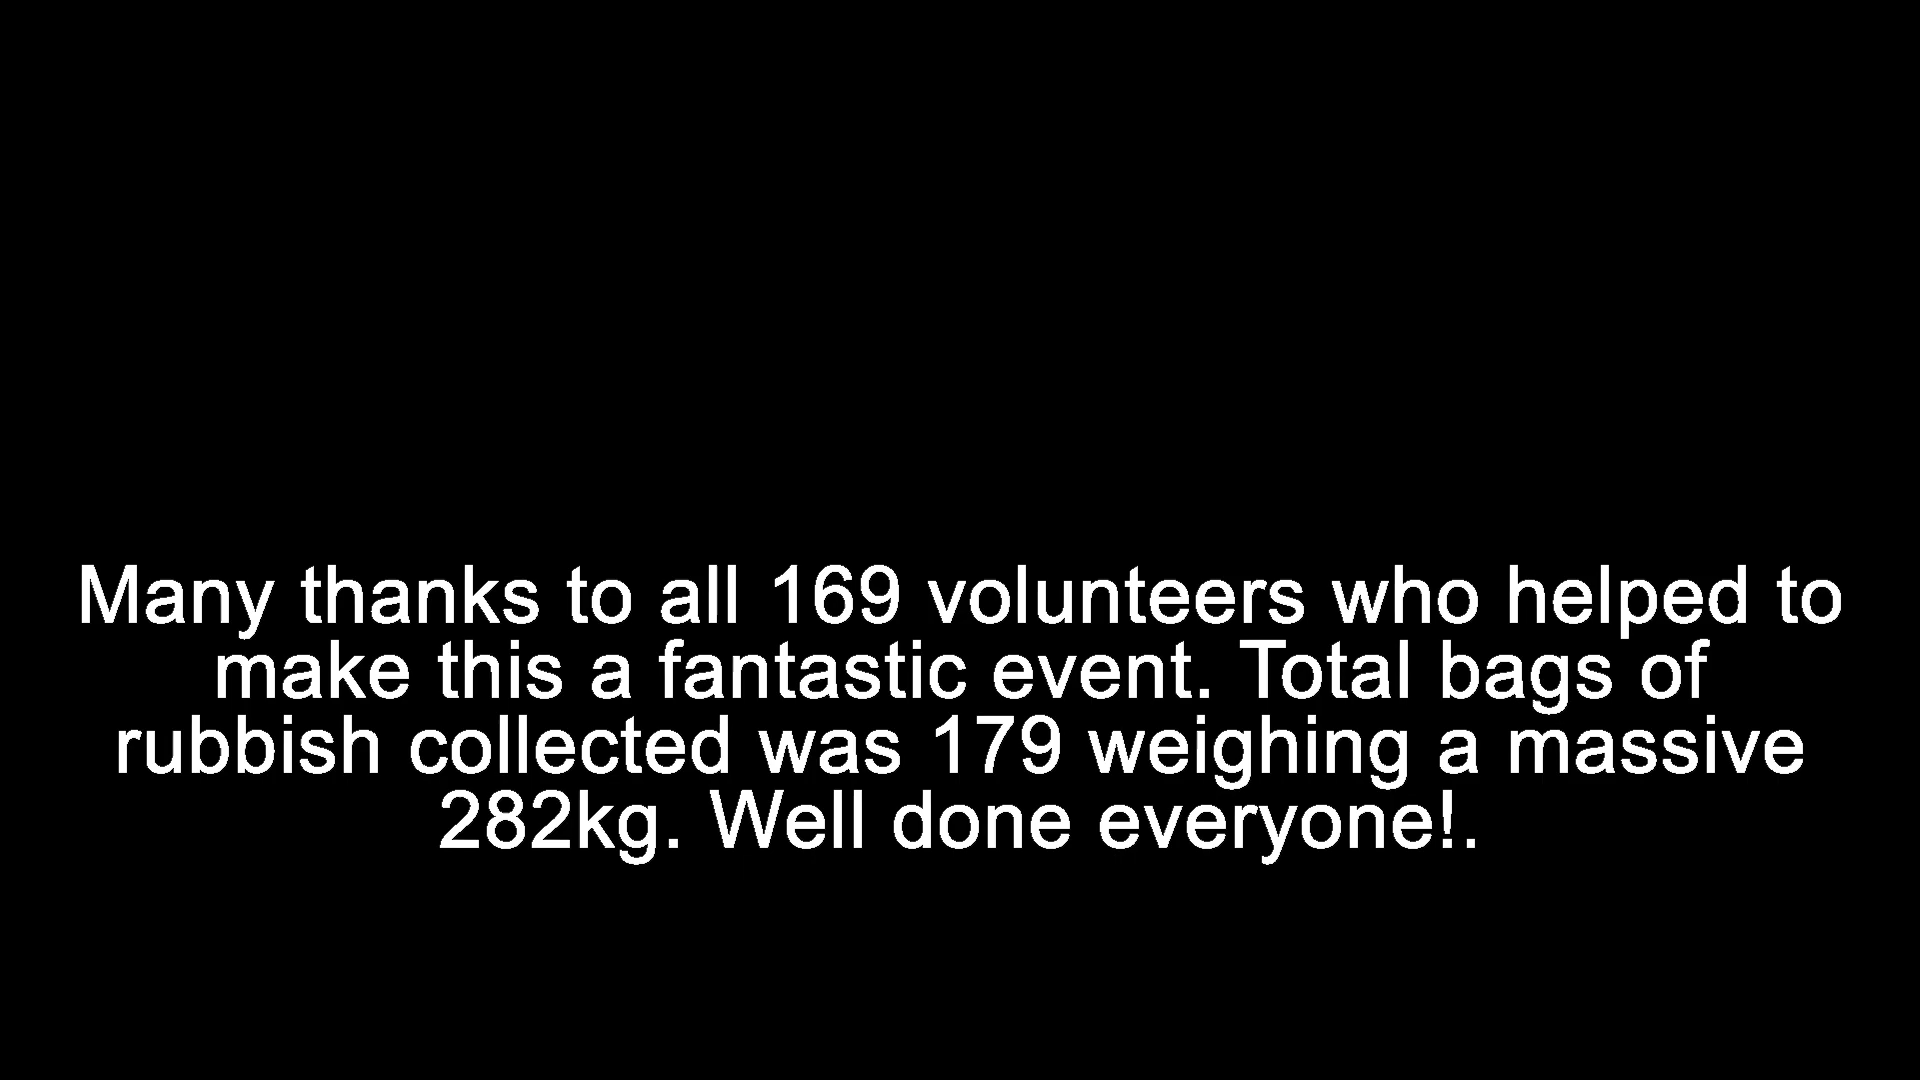 Many thanks to all 169 volunteers who helped to
make this a fantastic event. Total bags of
rubbish collected was 179 weighing a massive
282kg. Well done everyone!.